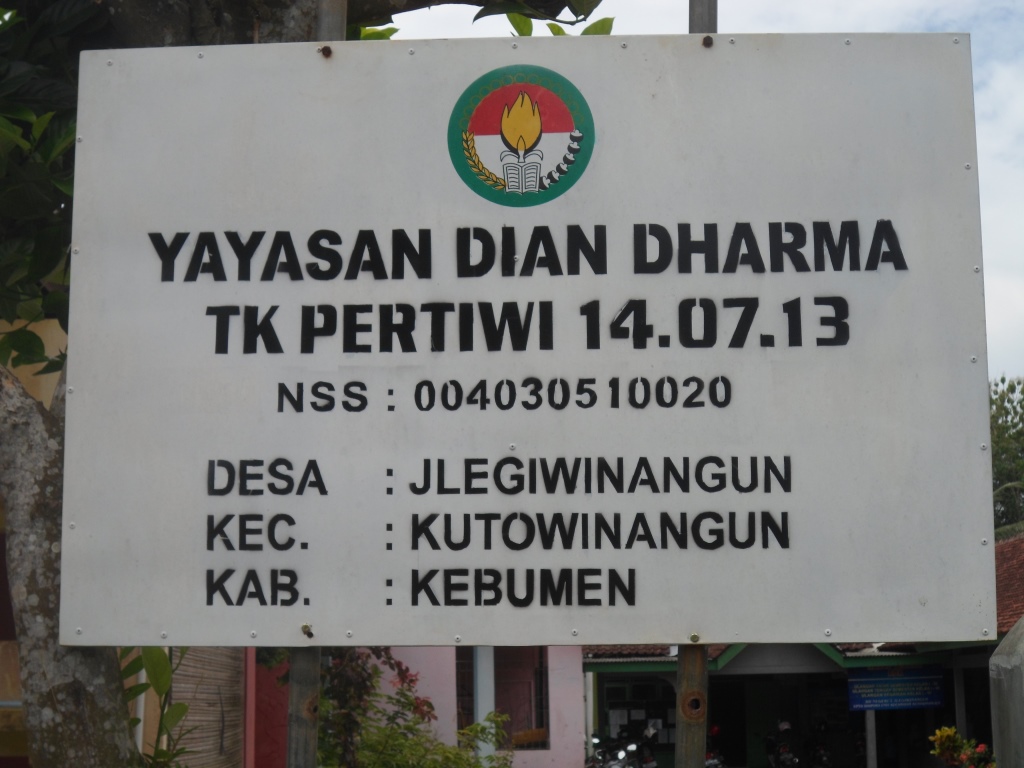 YAYASAN DIAN DHARMA
TK PERTIWI 14.07.13
NSS : 004030510020
DESA : JLEGIWINANGUN
KEC. : KUTOWINANGUN
KAB. : KEBUMEN